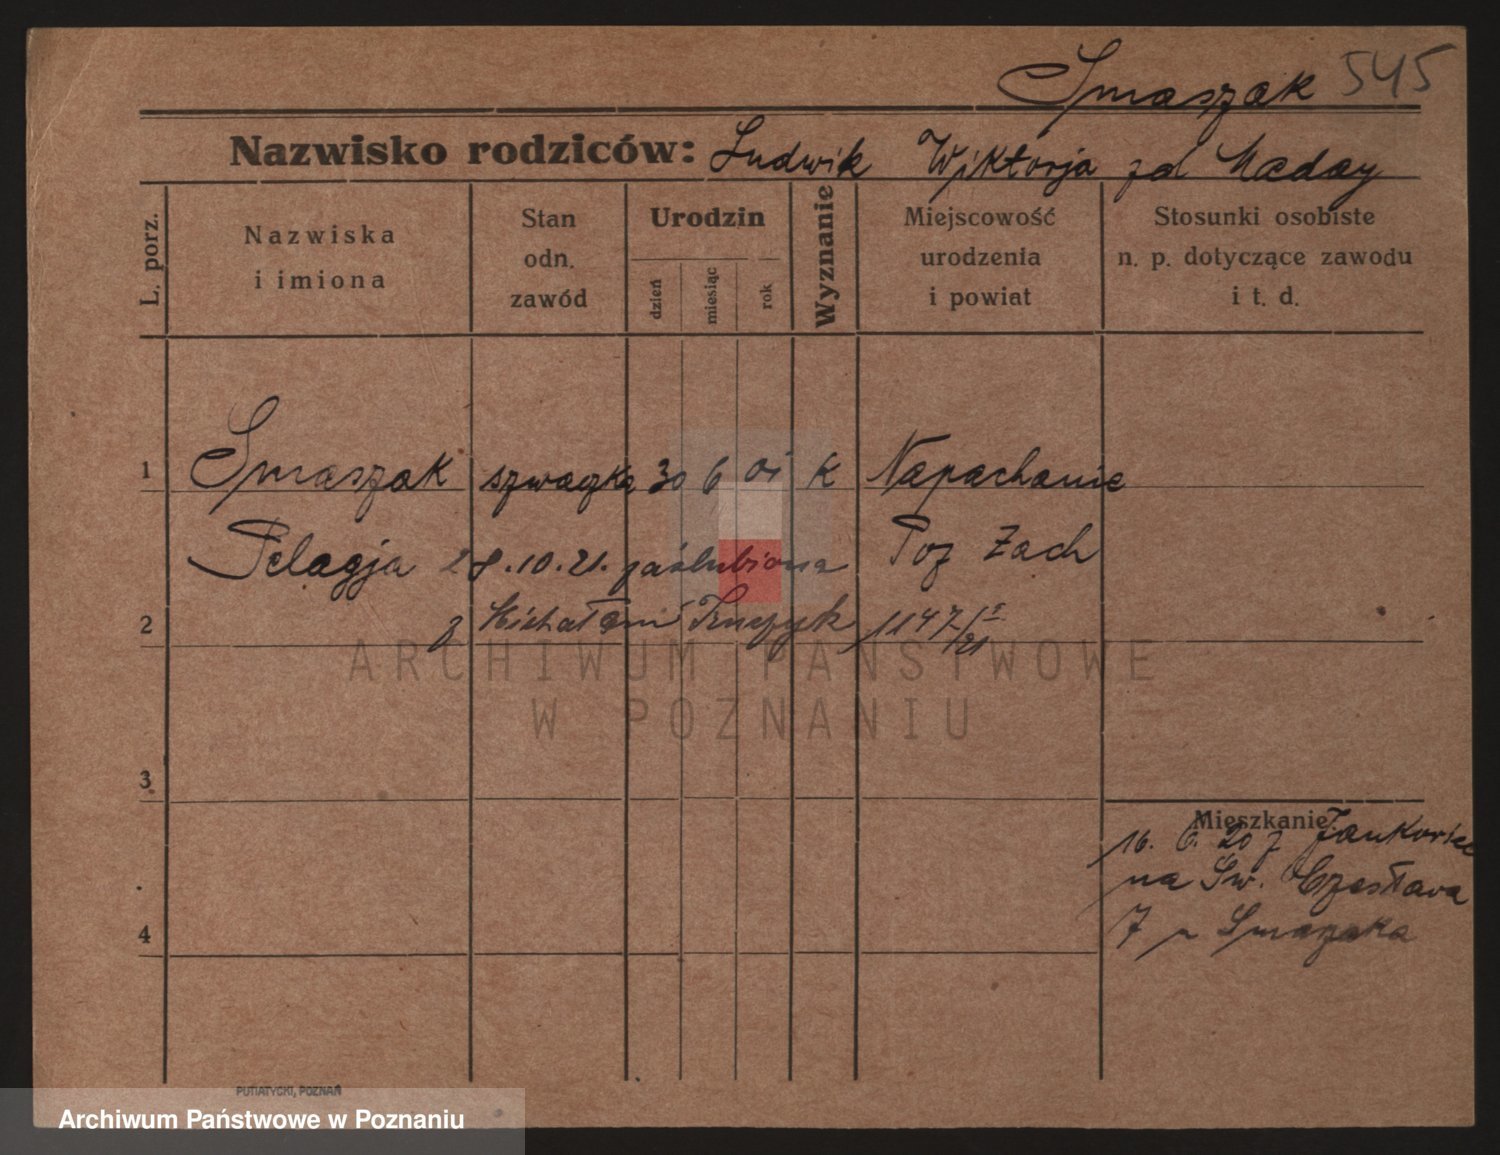 Smaszak 545
Nazwisko rodziców: Ludwik Wiktorja zd Maday
L. porz.
Nazwiska
i imiona
Stan
odn.
zawód
Urodzin
dzień
miesiąc
rok
Wyznanie
Miejscowość
urodzenia
i powiat
Stosunki osobiste
n. p. dotyczące zawodu
i t. d.
1 Smaszak szwaczka 30 6 01 K Napachanie
Pelagja 28.10.21. zaślubiona Poz Zach
2 z Michałem 1147/I
21
3
Mieszkanie:
16. 6. 20 z
na Św. Czesława
7 Smaszaka
4
PUTIATYCKI, POZNAŃ
ARCHIWUM PAŃSTWOWE
W POZNANIU
Archiwum Państwowe w Poznaniu